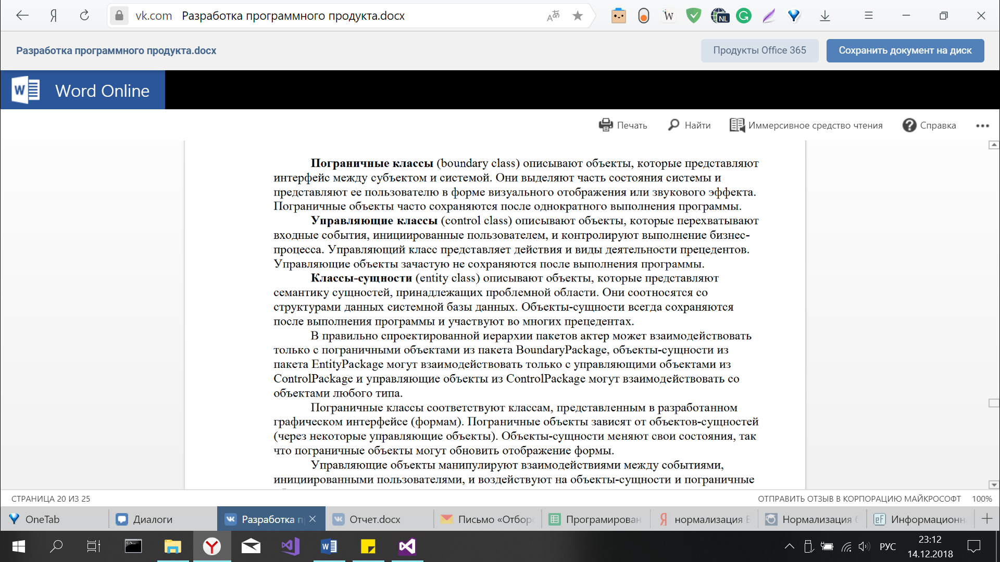 Я
vk.com Разработка программного продукта.docx
W
NL
G
Разработка программного продукта.docx
Продукты Office 365
Сохранить документ на диск
W Word Online
Печать Найти Иммерсивное средство чтения ? Справка
Пограничные классы (boundary class) описывают объекты, которые представляют
интерфейс между субъектом и системой. Они выделяют часть состояния системы и
представляют ее пользователю в форме визуального отображения или звукового эффекта.
Пограничные объекты часто сохраняются после однократного выполнения программы.
Управляющие классы (control class) описывают объекты, которые перехватывают
входные события, инициированные пользователем, и контролируют выполнение бизнес-
процесса. Управляющий класс представляет действия и виды деятельности прецедентов.
Управляющие объекты зачастую не сохраняются после выполнения программы.
Классы-сущности (entity class) описывают объекты, которые представляют
семантику сущностей, принадлежащих проблемной области. Они соотносятся со
структурами данных системной базы данных. Объекты-сущности всегда сохраняются
после выполнения программы и участвуют во многих прецедентах.
В правильно спроектированной иерархии пакетов актер может взаимодействовать
только с пограничными объектами из пакета BoundaryPackage, объекты-сущности из
пакета EntityPackage могут взаимодействовать только с управляющими объектами из
ControlPackage и управляющие объекты из ControlPackage могут взаимодействовать со
объектами любого типа.
Пограничные классы соответствуют классам, представленным в разработанном
графическом интерфейсе (формам). Пограничные объекты зависят от объектов-сущностей
(через некоторые управляющие объекты). Объекты-сущности меняют свои состояния, так
что пограничные объекты могут обновить отображение формы.
Управляющие объекты манипулируют взаимодействиями между событиями,
инициированными пользователями, и воздействуют на объекты-сущности и пограничные
СТРАНИЦА 20 ИЗ 25
ОТПРАВИТЬ ОТЗЫВ В КОРПОРАЦИЮ МАЙКРОСОФТ 100%
OneTab Диалоги Разработка п Отчет.docx Письмо «Отбор Програмирован Я нормализация Б Нормализация б eF Информационн
23:12
РУС
14.12.2018